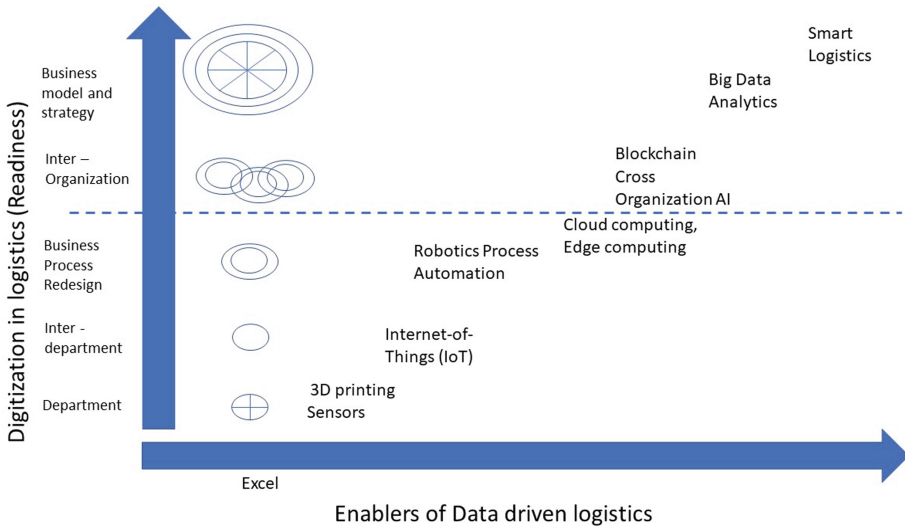 Smart
Logistics
Big Data
Analytics
Business
model and
strategy
Blockchain
Cross
Organization AI
Inter –
Organization
Cloud computing,
Edge computing
Robotics Process
Automation
Business
Process
Redesign
Internet-of-
Things (IoT)
Inter -
department
3D printing
Sensors
Department
Digitization in logistics (Readiness)
Excel
Enablers of Data driven logistics